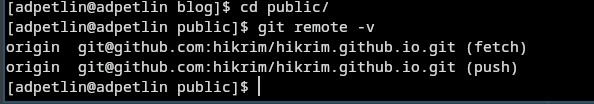 [adpetlin@adpetlin blog]$ cd public/
[adpetlin@adpetlin public]$ git remote -v
origin  git@github.com:hikrim/hikrim.github.io.git (fetch)
origin  git@github.com:hikrim/hikrim.github.io.git (push)
[adpetlin@adpetlin public]$